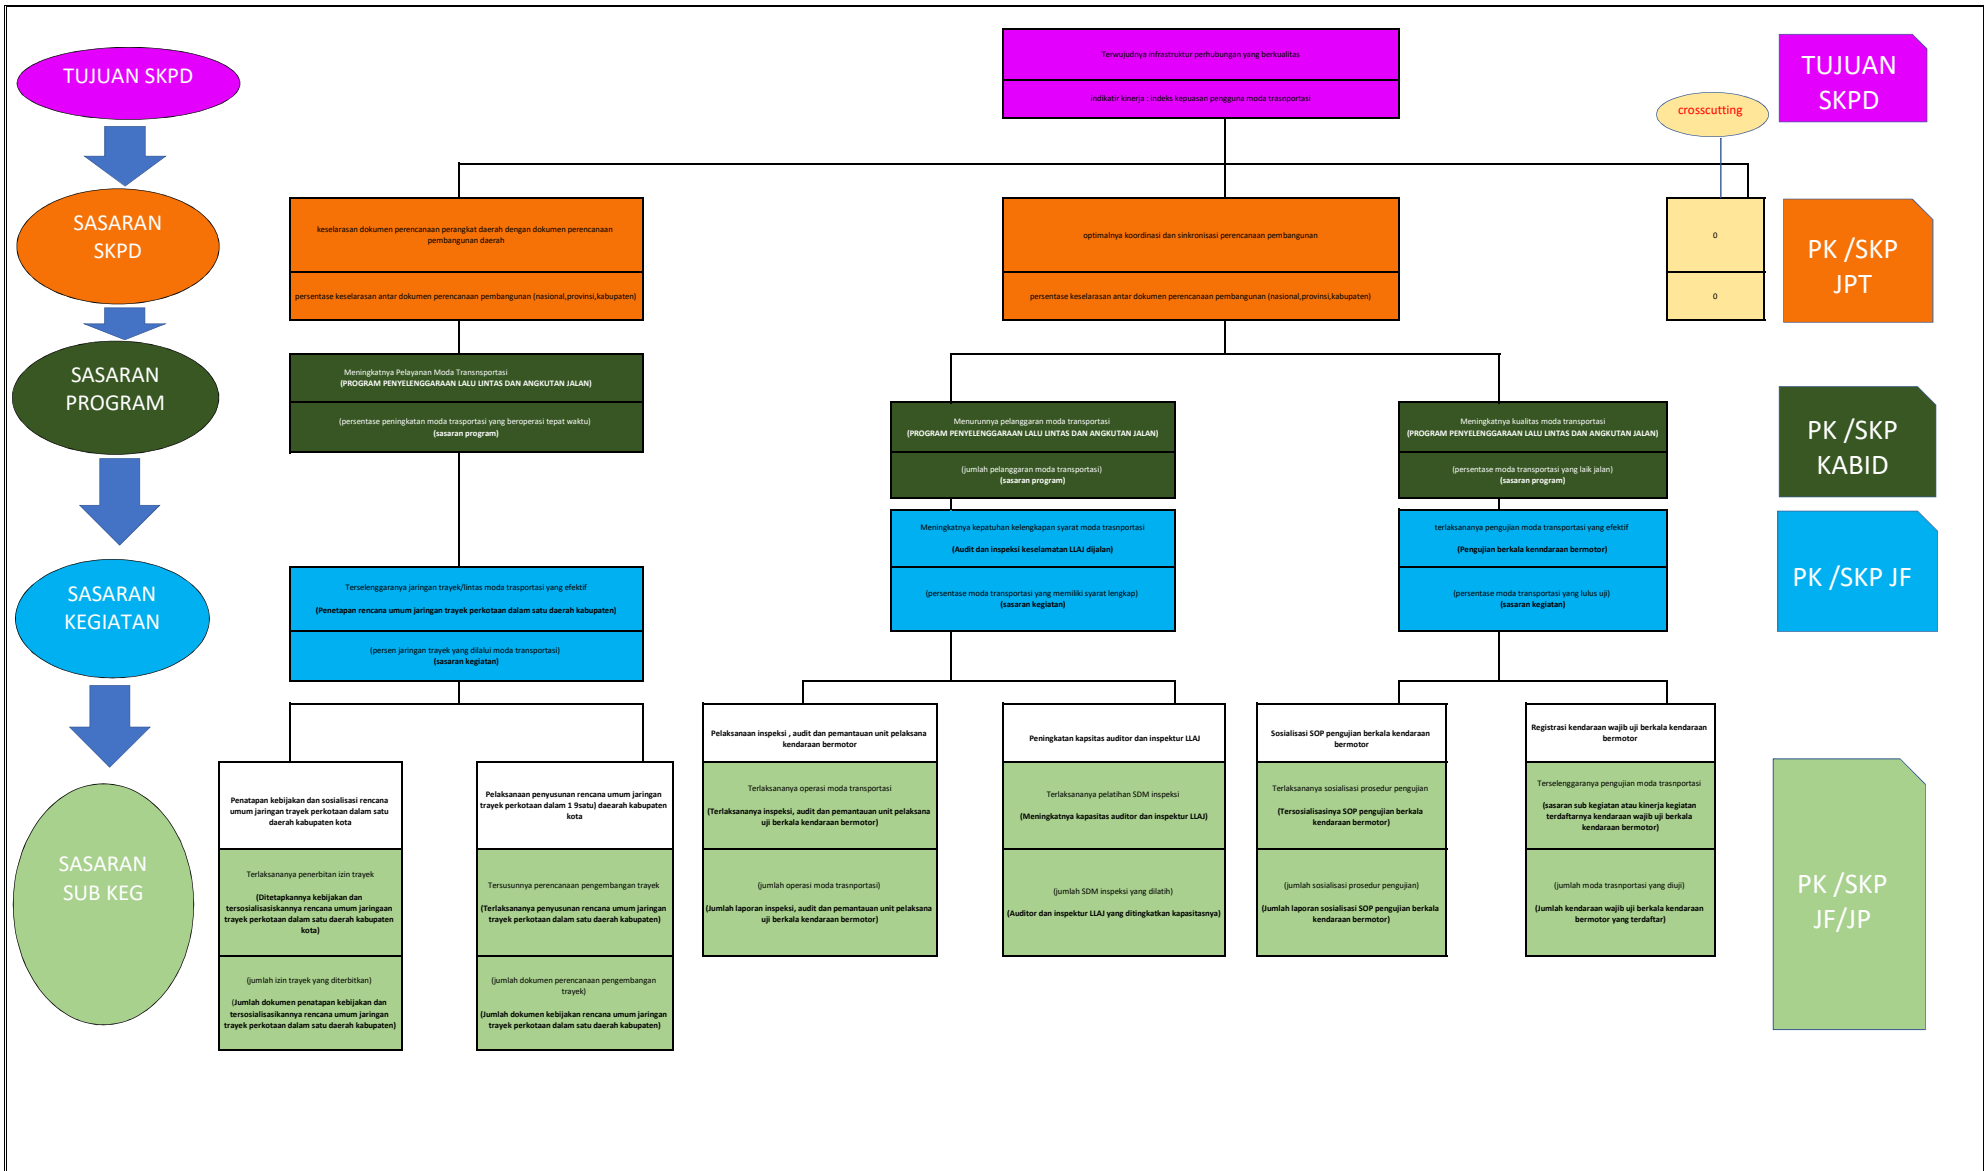 TUJUAN SKPD
Terwujudnya infrastruktur perhubungan yang berkualitas
indikatir kinerja : indeks kepuasan pengguna moda trasnportasi
crosscutting
TUJUAN
SKPD
SASARAN
SKPD
keselarasan dokumen perencanaan perangkat daerah dengan dokumen perencanaan
pembangunan daerah
persentase keselarasan antar dokumen perencanaan pembangunan (nasional,provinsi,kabupaten)
optimalnya koordinasi dan sinkronisasi perencanaan pembangunan
persentase keselarasan antar dokumen perencanaan pembangunan (nasional,provinsi,kabupaten)
0
0
PK /SKP
JPT
SASARAN
PROGRAM
Meningkatnya Pelayanan Moda Transnsportasi
(PROGRAM PENYELENGGARAAN LALU LINTAS DAN ANGKUTAN JALAN)
(persentase peningkatan moda trasportasi yang beroperasi tepat waktu)
(sasaran program)
Menurunnya pelanggaran moda transportasi
(PROGRAM PENYELENGGARAAN LALU LINTAS DAN ANGKUTAN JALAN)
(jumlah pelanggaran moda transportasi)
(sasaran program)
Meningkatnya kualitas moda transportasi
(PROGRAM PENYELENGGARAAN LALU LINTAS DAN ANGKUTAN JALAN)
(persentase moda transportasi yang laik jalan)
(sasaran program)
PK /SKP
KABID
SASARAN
KEGIATAN
Terselenggaranya jaringan trayek/lintas moda trasportasi yang efektif
(Penetapan rencana umum jaringan trayek perkotaan dalam satu daerah kabupaten)
(persen jaringan trayek yang dilalui moda transportasi)
(sasaran kegiatan)
Meningkatnya kepatuhan kelengkapan syarat moda trasnportasi
(Audit dan inspeksi keselamatan LLAJ dijalan)
(persentase moda transportasi yang memiliki syarat lengkap)
(sasaran kegiatan)
terlaksananya pengujian moda transportasi yang efektif
(Pengujian berkala kenndaraan bermotor)
(persentase moda transportasi yang lulus uji)
(sasaran kegiatan)
PK /SKP JF
SASARAN
SUB KEG
Penatapan kebijakan dan sosialisasi rencana
umum jaringan trayek perkotaan dalam satu
daerah kabupaten kota
Terlaksananya penerbitan izin trayek
(Ditetapkannya kebijakan dan
tersosialisasiskannya rencana umum jaringaan
trayek perkotaan dalam satu daerah kabupaten
kota)
(jumlah izin trayek yang diterbitkan)
(Jumlah dokumen penatapan kebijakan dan
tersosialisasikannya rencana umum jaringan
trayek perkotaan dalam satu daerah kabupaten)
Pelaksanaan penyusunan rencana umum jaringan
trayek perkotaan dalam 1 9satu) daearah kabupaten
kota
Tersusunnya perencanaan pengembangan trayek
(Terlaksananya penyusunan rencana umum jaringan
trayek perkotaan dalam satu daerah kabupaten)
(jumlah dokumen perencanaan pengembangan
trayek)
(Jumlah dokumen kebijakan rencana umum jaringan
trayek perkotaan dalam satu daerah kabupaten)
Pelaksanaan inspeksi , audit dan pemantauan unit pelaksana
kendaraan bermotor
Terlaksananya operasi moda transportasi
(Terlaksananya inspeksi, audit dan pemantauan unit pelaksana
uji berkala kendaraan bermotor)
(jumlah operasi moda trasnportasi)
(Jumlah laporan inspeksi, audit dan pemantauan unit pelaksana
uji berkala kendaraan bermotor)
Peningkatan kapsitas auditor dan inspektur LLAJ
Terlaksananya pelatihan SDM inspeksi
(Meningkatnya kapasitas auditor dan inspektur LLAJ)
(jumlah SDM inspeksi yang dilatih)
(Auditor dan inspektur LLAJ yang ditingkatkan kapasitasnya)
Sosialisasi SOP pengujian berkala kendaraan
bermotor
Terlaksananya sosialisasi prosedur pengujian
(Tersosialisasinya SOP pengujian berkala
kendaraan bermotor)
(jumlah sosialisasi prosedur pengujian)
(Jumlah laporan sosialisasi SOP pengujian berkala
kendaraan bermotor)
Registrasi kendaraan wajib uji berkala kendaraan
bermotor
Terselenggaranya pengujian moda trasnportasi
(sasaran sub kegiatan atau kinerja kegiatan
terdaftarnya kendaraan wajib uji berkala
kendaraan bermotor)
(jumlah moda trasnportasi yang diuji)
(Jumlah kendaraan wajib uji berkala kendaraan
bermotor yang terdaftar)
PK /SKP
JF/JP